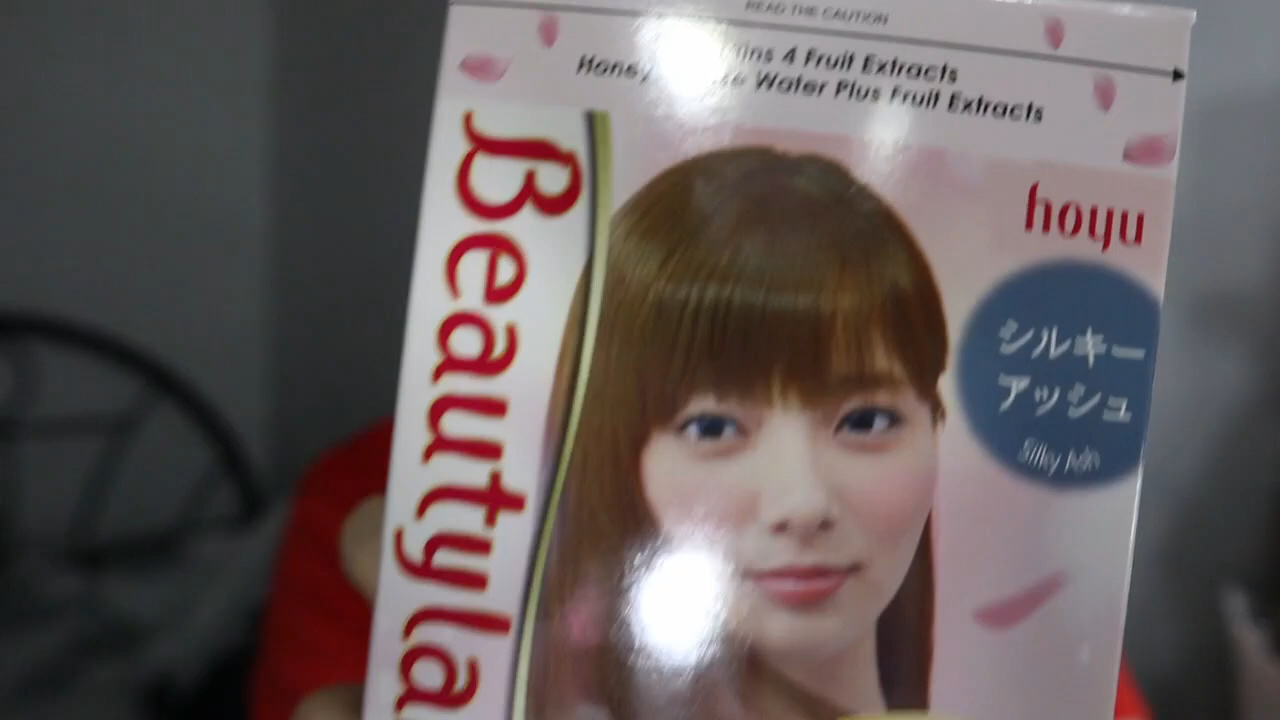 READ THE CAUTION
4 Fruit Extracts
Honey Water Plus Fruit Extracts
Beautyla
hoyu
シルキー
アッシュ
Silky Ash